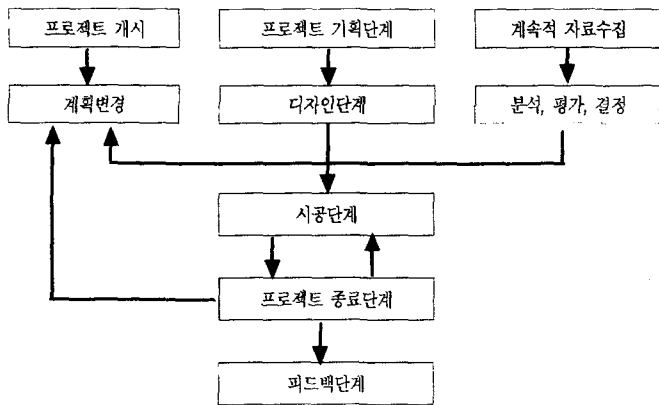 프로젝트 개시
프로젝트 기획단계
계속적 자료수집
계획변경
디자인단계
분석, 평가, 결정
시공단계
프로젝트 종료단계
피드백단계